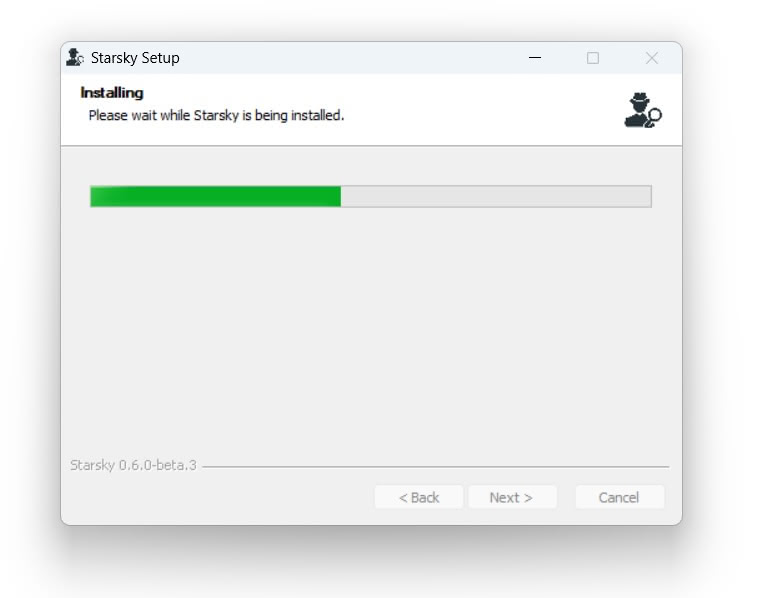 Starsky Setup
Installing
Please wait while Starsky is being installed.
Starsky 0.6.0-beta.3
< Back
Next >
Cancel